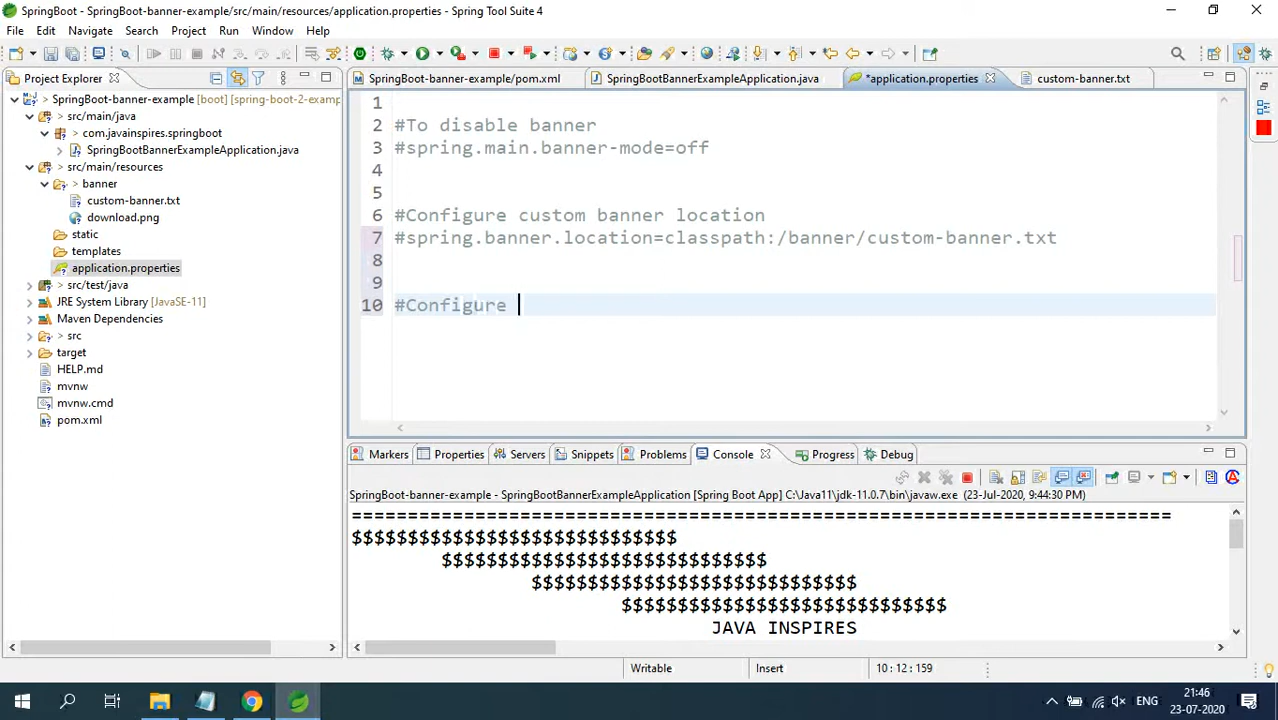 SpringBoot - SpringBoot-banner-example/src/main/resources/application.properties - Spring Tool Suite 4
File Edit Navigate Search Project Run Window Help
Project Explorer
SpringBoot-banner-example/pom.xml
SpringBootBannerExampleApplication.java
*application.properties
custom-banner.txt
> SpringBoot-banner-example [boot] [spring-boot-2-examp
src/main/java
> com.javainspires.springboot
SpringBootBannerExampleApplication.java
> src/main/resources
> banner
custom-banner.txt
download.png
static
templates
application.properties
> src/test/java
JRE System Library [JavaSE-11]
Maven Dependencies
> src
target
HELP.md
mvnw
mvnw.cmd
pom.xml
1
2 #To disable banner
3 #spring.main.banner-mode=off
4
5
6 #Configure custom banner location
7 #spring.banner.location=classpath:/banner/custom-banner.txt
8
9
10 #Configure
Markers Properties Servers Snippets Problems Console Progress Debug
SpringBoot-banner-example - SpringBootBannerExampleApplication [Spring Boot App] C:\Java11\jdk-11.0.7\bin\javaw.exe (23-Jul-2020, 9:44:30 PM)
=========================================================================
$$$$$$$$$$$$$$$$$$$$$$$$$$$$$
$$$$$$$$$$$$$$$$$$$$$$$$$$$$$
$$$$$$$$$$$$$$$$$$$$$$$$$$$$$
$$$$$$$$$$$$$$$$$$$$$$$$$$$$$
JAVA INSPIRES
Writable Insert 10 : 12 : 159
ENG
21:46
23-07-2020